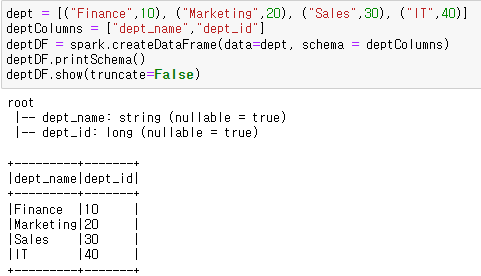 dept = [("Finance",10), ("Marketing",20), ("Sales",30), ("IT",40)]
deptColumns = ["dept_name","dept_id"]
deptDF = spark.createDataFrame(data=dept, schema = deptColumns)
deptDF.printSchema()
deptDF.show(truncate=False)
root
 |-- dept_name: string (nullable = true)
 |-- dept_id: long (nullable = true)
+---------+-------+
|dept_name|dept_id|
+---------+-------+
|Finance  |10     |
|Marketing|20     |
|Sales    |30     |
|IT       |40     |
+---------+-------+